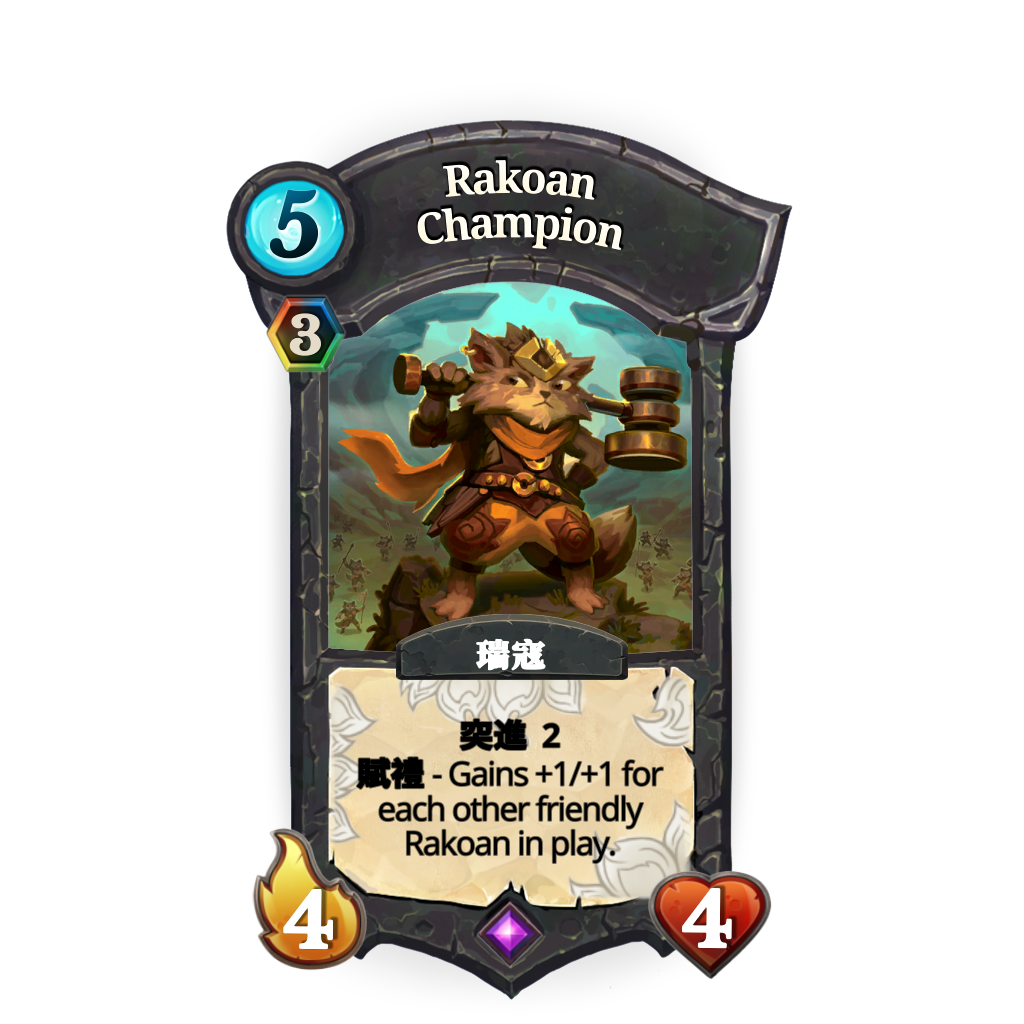 Rakoan
Champion
5
3
瑞寇
突進 2
賦禮 - Gains +1/+1 for
each other friendly
Rakoan in play.
4
4